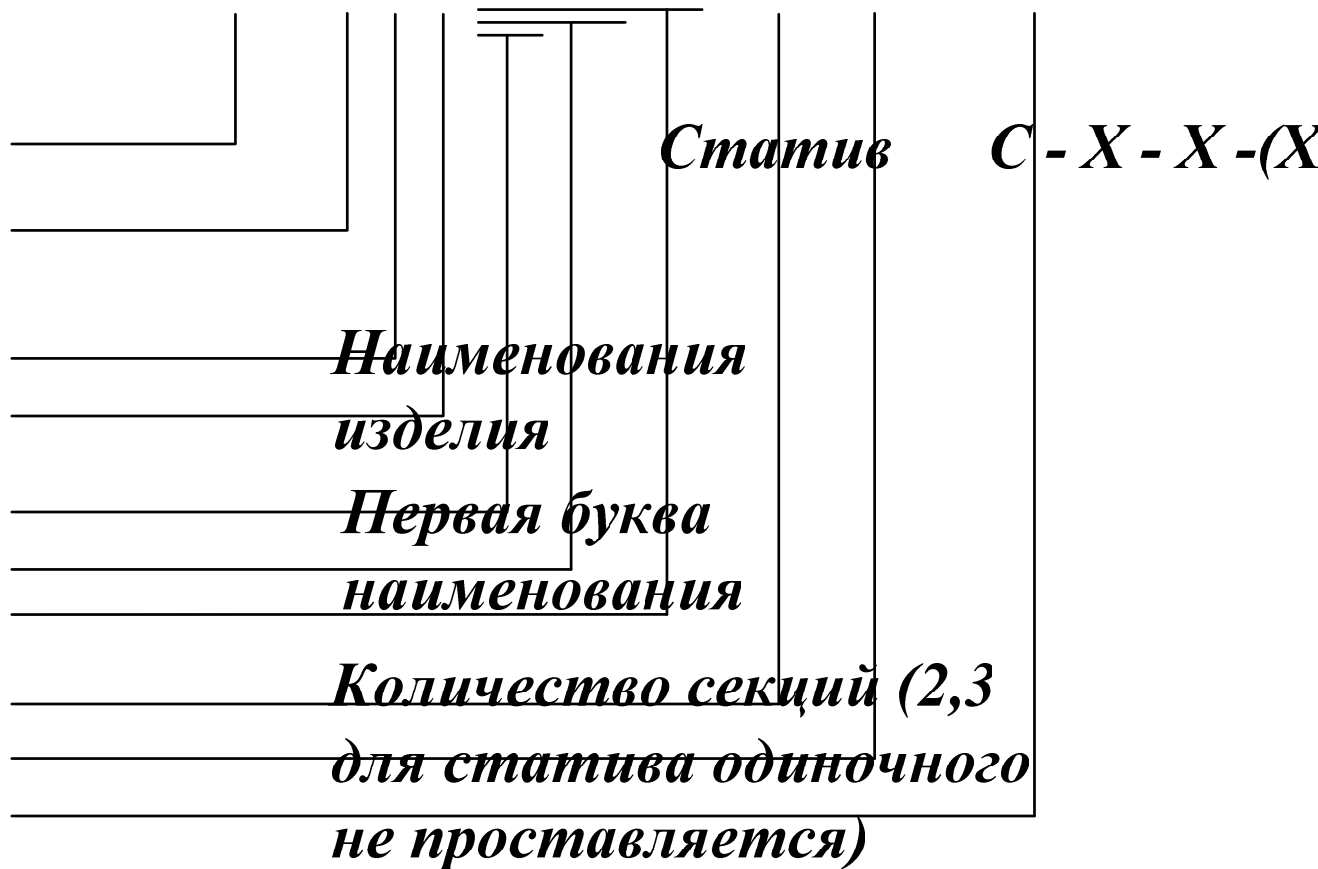 Статив С - Х - Х -(Х
Наименования
изделия
Первая буква
наименования
Количество секций (2,3
для статива одиночного
не проставляется)